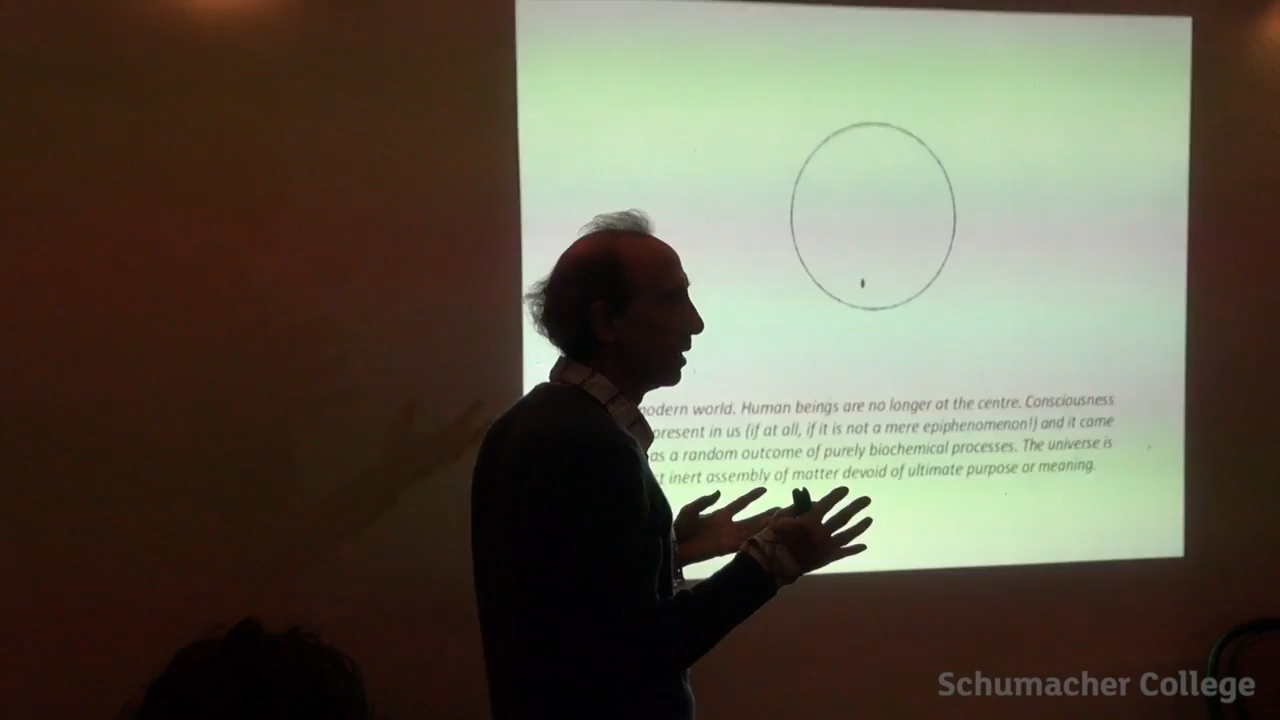 modern world. Human beings are no longer at the centre. Consciousness
present in us (if at all, if it is not a mere epiphenomenon!) and it came
as a random outcome of purely biochemical processes. The universe is
inert assembly of matter devoid of ultimate purpose or meaning.
Schumacher College